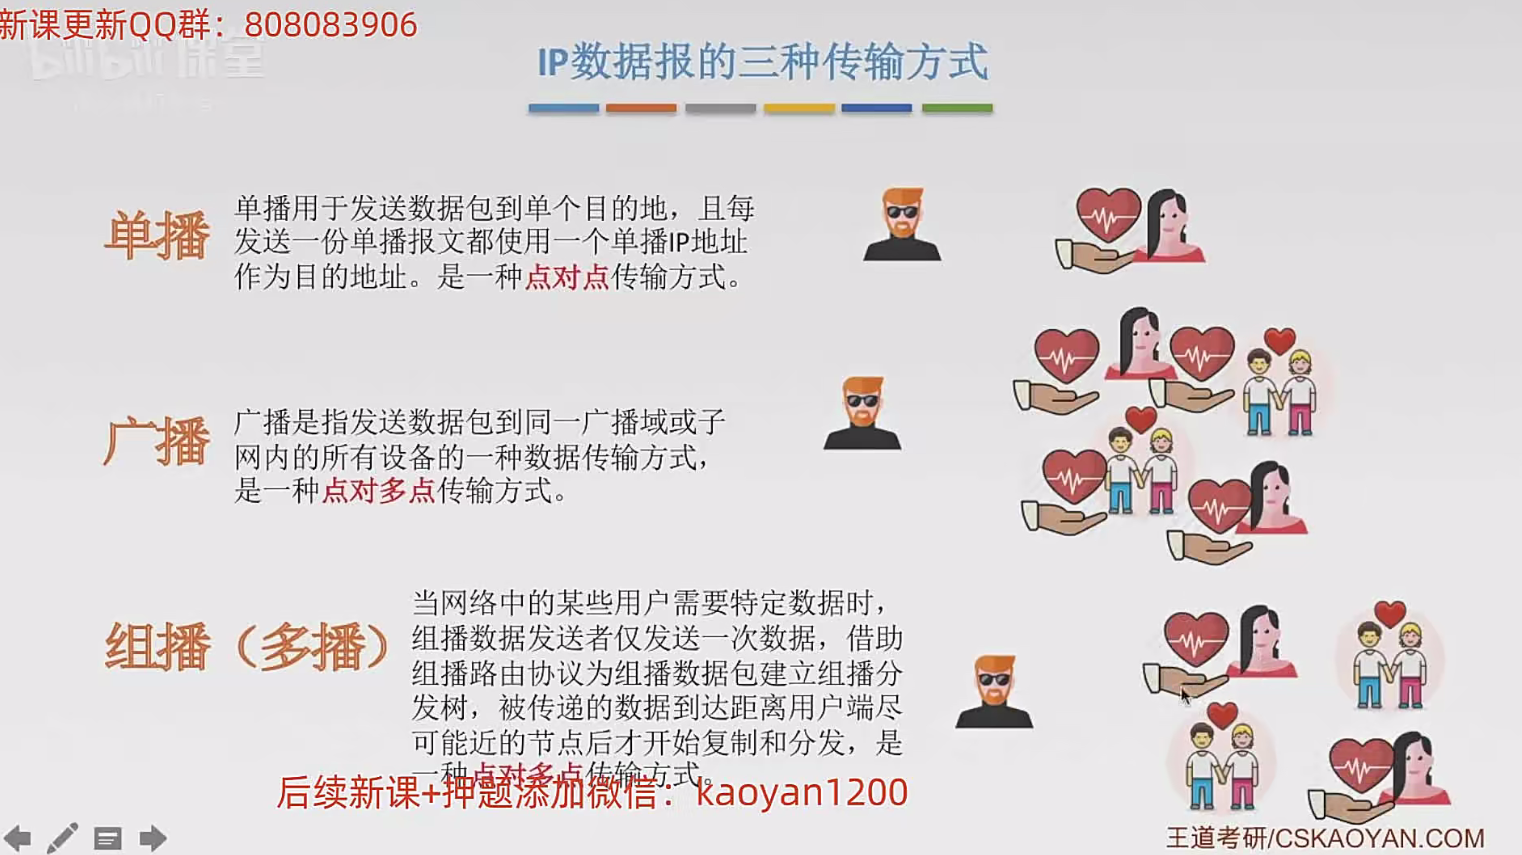 新课更新QQ群：808083906
bilibili课堂
IP数据报的三种传输方式
单播
单播用于发送数据包到单个目的地，且每
发送一份单播报文都使用一个单播IP地址
作为目的地址。是一种点对点传输方式。
广播
广播是指发送数据包到同一广播域或子
网内的所有设备的一种数据传输方式，
是一种点对多点传输方式。
组播（多播）
当网络中的某些用户需要特定数据时，
组播数据发送者仅发送一次数据，借助
组播路由协议为组播数据包建立组播分
发树，被传递的数据到达距离用户端尽
可能近的节点后才开始复制和分发，是
一种点对多点传输方式。
后续新课+押题添加微信：kaoyan1200
王道考研/CSKAOYAN.COM